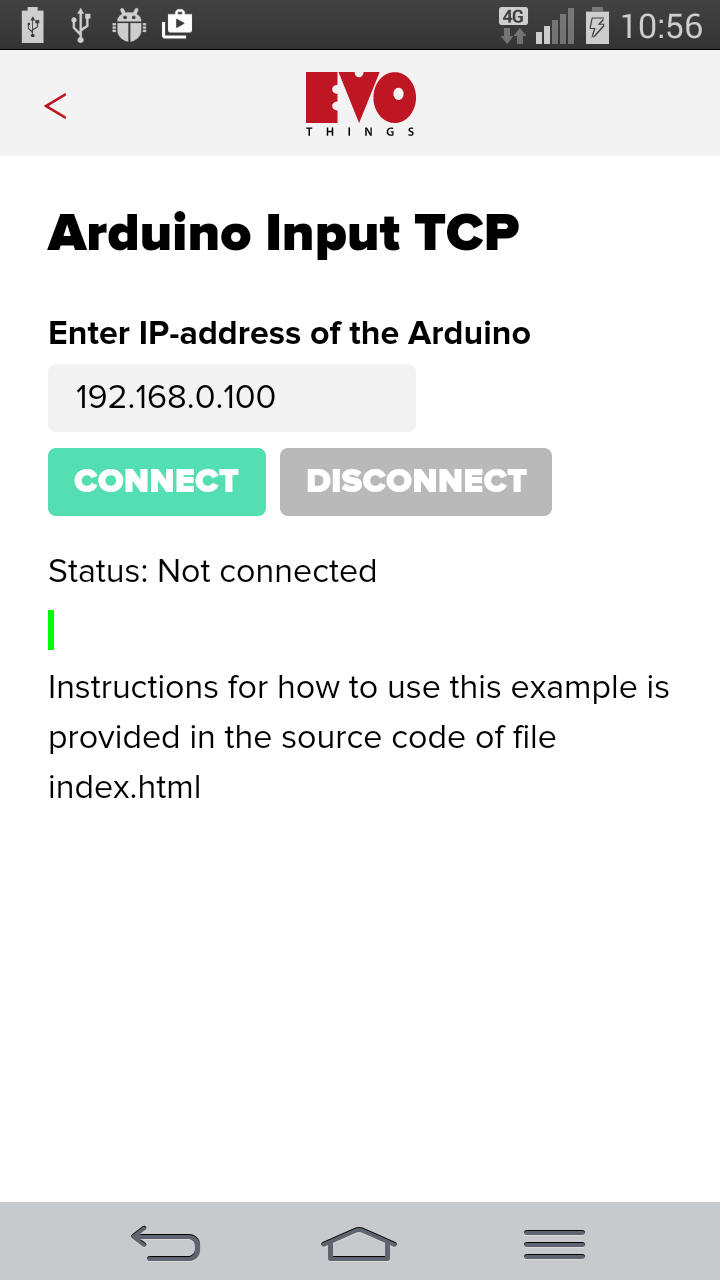 4G 10:56
<
EVO
THINGS
Arduino Input TCP
Enter IP-address of the Arduino
192.168.0.100
CONNECT DISCONNECT
Status: Not connected
Instructions for how to use this example is
provided in the source code of file
index.html